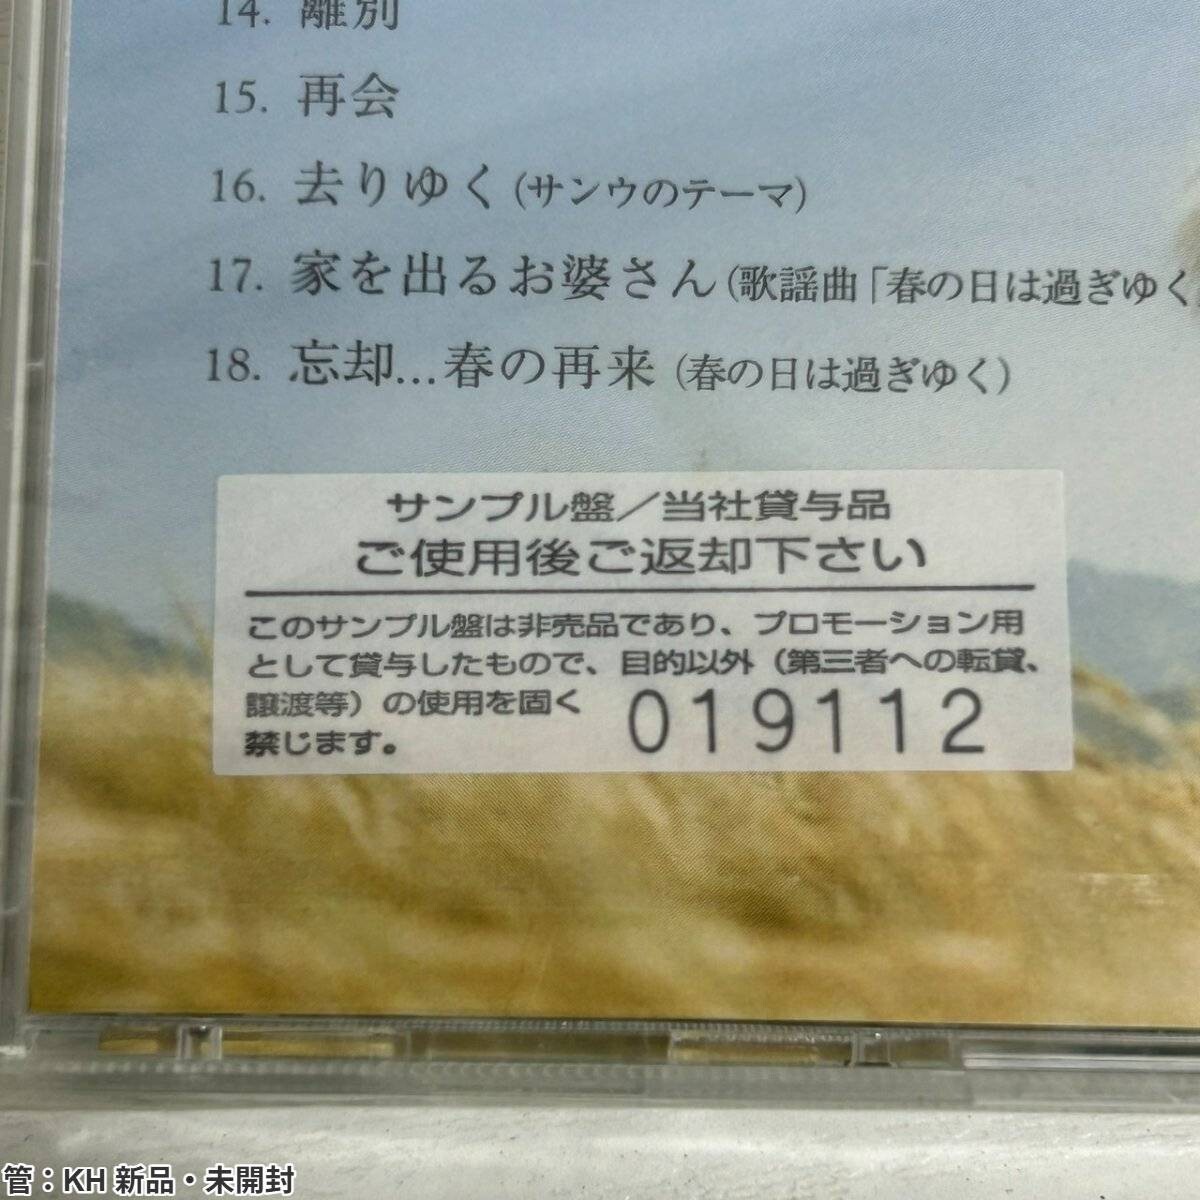 14. 離別
15. 再会
16. 去りゆく(サンウのテーマ)
17. 家を出るお婆さん(歌謡曲「春の日は過ぎゆく
18. 忘却…春の再来 (春の日は過ぎゆく)
サンプル盤／当社貸与品
ご使用後ご返却下さい
このサンプル盤は非売品であり、プロモーション用
として貸与したもので、目的以外（第三者への転貸、
譲渡等）の使用を固く
禁じます。
019112
管：KH 新品・未開封